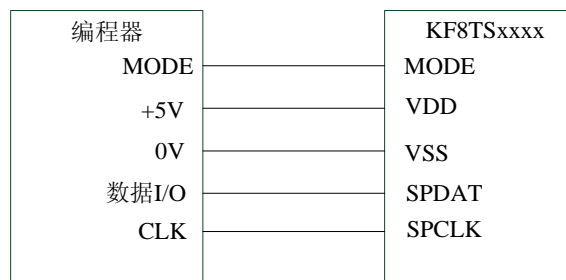 编程器
MODE
+5V
0V
数据I/O
CLK
KF8TSxxxx
MODE
VDD
VSS
SPDAT
SPCLK